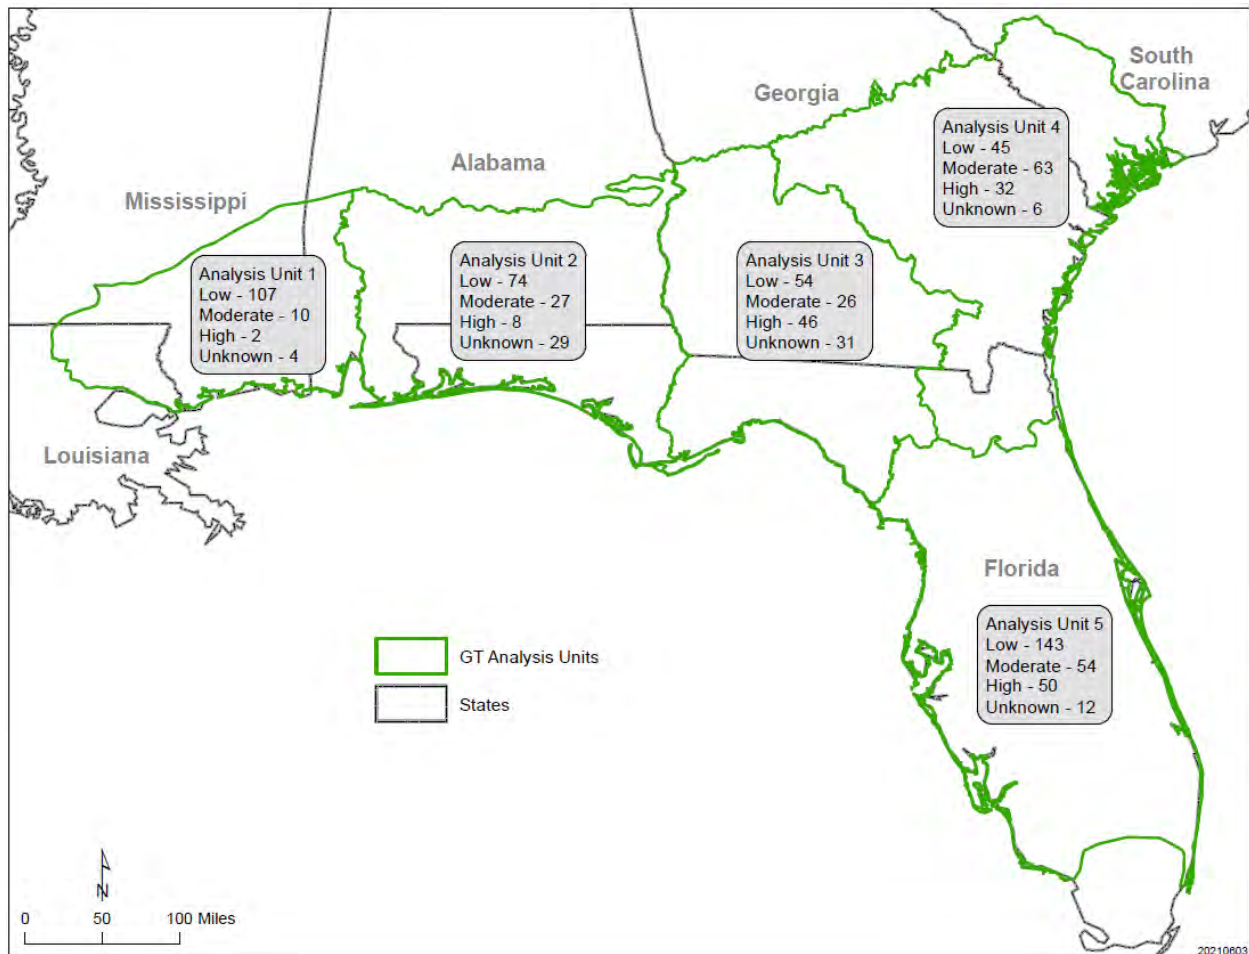 South
Carolina
Georgia
Analysis Unit 4
Low - 45
Moderate - 63
High - 32
Unknown - 6
Alabama
Mississippi
Analysis Unit 1
Low - 107
Moderate - 10
High - 2
Unknown - 4
Analysis Unit 2
Low - 74
Moderate - 27
High - 8
Unknown - 29
Analysis Unit 3
Low - 54
Moderate - 26
High - 46
Unknown - 31
Louisiana
Florida
Analysis Unit 5
Low - 143
Moderate - 54
High - 50
Unknown - 12
GT Analysis Units
States
N
0 50 100 Miles
20210603